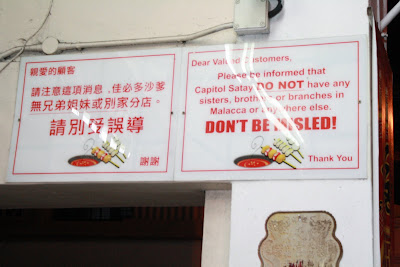 親愛的顧客
請注意這項消息，佳必多沙爹
無兄弟姐妹或別家分店。
請別受誤導
謝謝
Dear Valued Customers,
Please be informed that
Capitol Satay DO NOT have any
sisters, brothers or branches in
Malacca or anywhere else.
DON'T BE MISLED!
Thank You